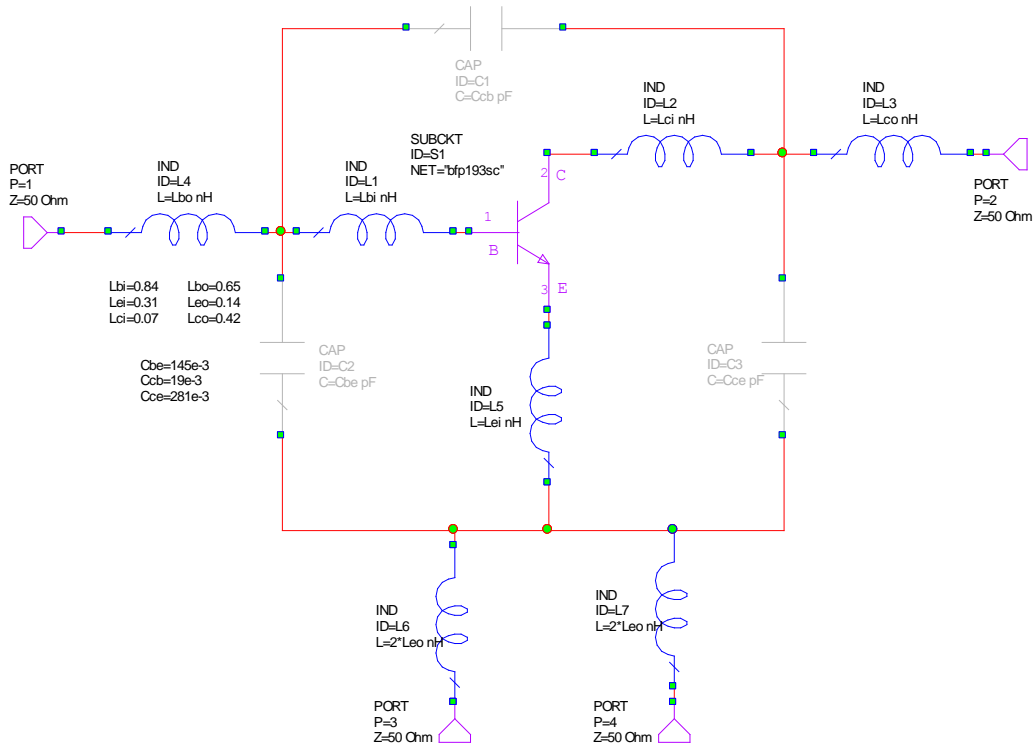 CAP
ID=C1
C=Ccb pF
IND
ID=L2
L=Lci nH
IND
ID=L3
L=Lco nH
SUBCKT
ID=S1
NET="bfp193sc"
PORT
P=1
Z=50 Ohm
IND
ID=L4
L=Lbo nH
IND
ID=L1
L=Lbi nH
2
C
1
B
3
E
PORT
P=2
Z=50 Ohm
Lbi=0.84 Lbo=0.65
Lei=0.31 Leo=0.14
Lci=0.07 Lco=0.42
Cbe=145e-3
Ccb=19e-3
Cce=281e-3
CAP
ID=C2
C=Cbe pF
CAP
ID=C3
C=Cce pF
IND
ID=L5
L=Lei nH
IND
ID=L6
L=2*Leo nH
IND
ID=L7
L=2*Leo nH
PORT
P=3
Z=50 Ohm
PORT
P=4
Z=50 Ohm